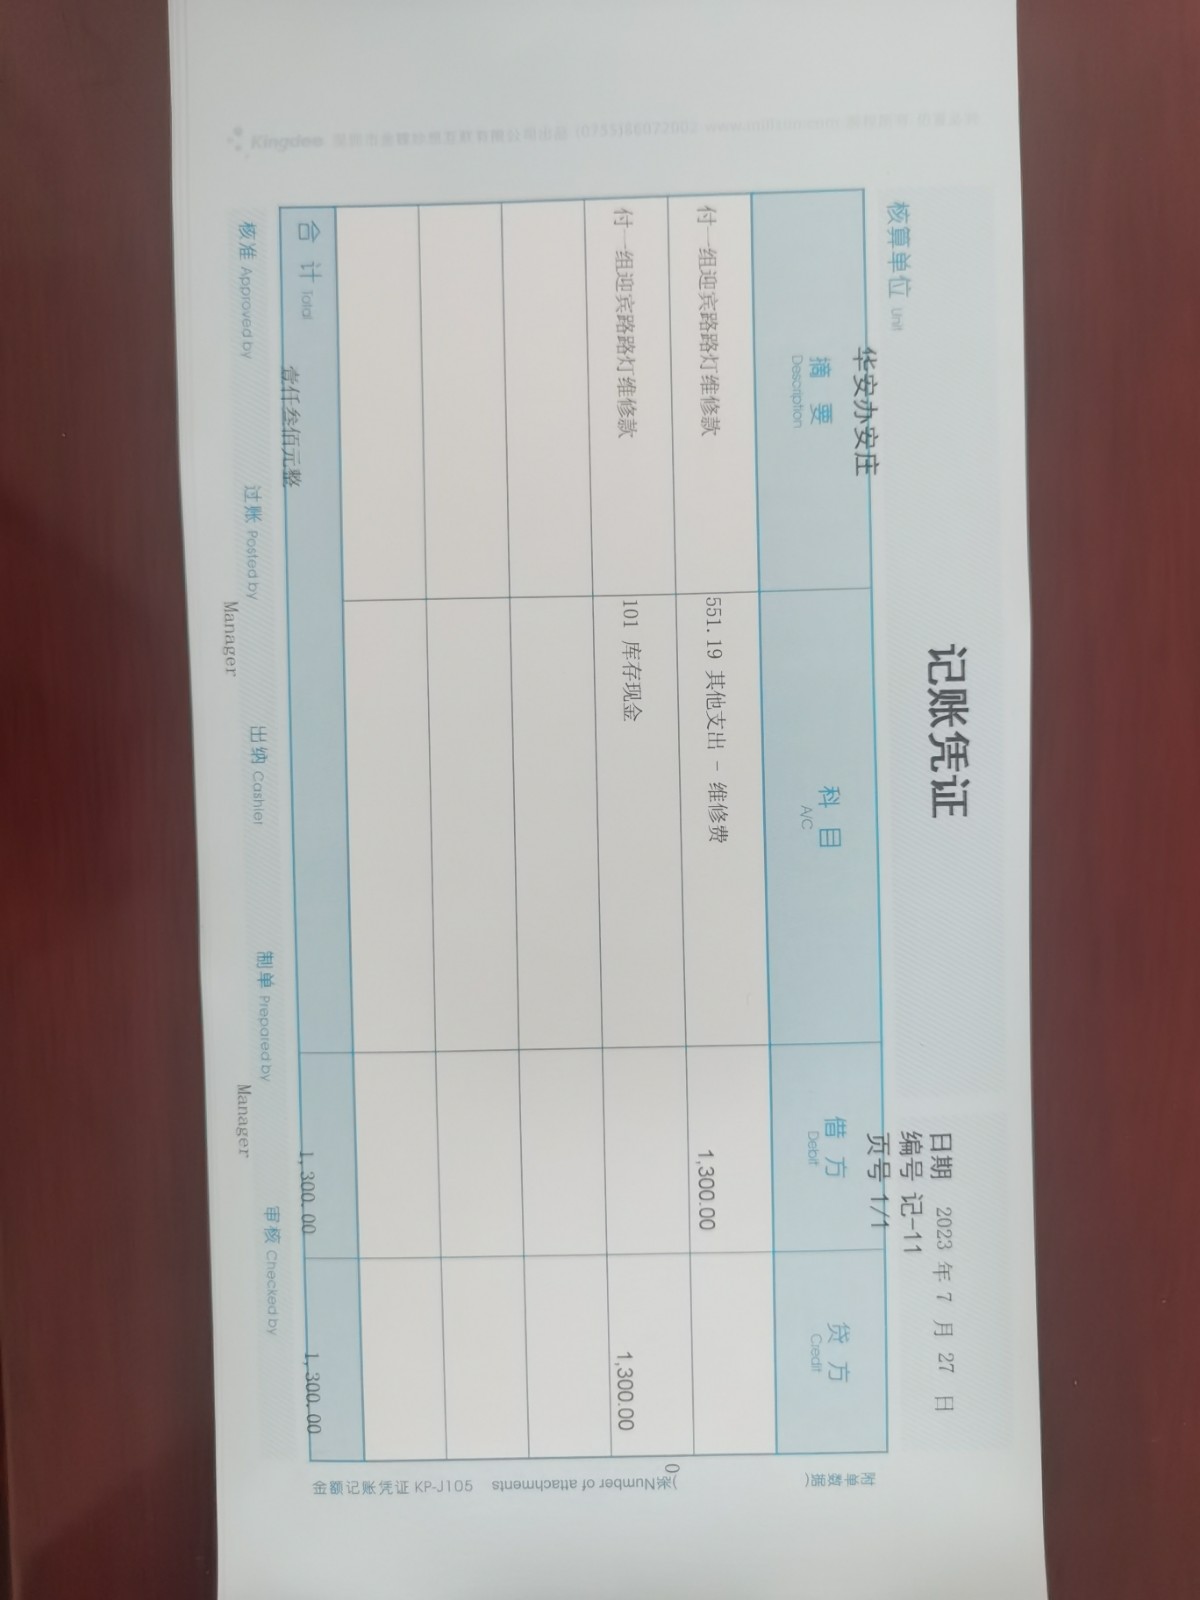 记账凭证
日期 2023 年 7 月 27 日
编号 记-11
页号 1/1
核算单位 Unit 华安办安庄
摘 要 科 目 借 方 贷 方
Description A/C Debit Credit
付一组迎宾路路灯维修款 551.19 其他支出 - 维修费 1,300.00
付一组迎宾路路灯维修款 101 库存现金 1,300.00
合 计 Total 壹仟叁佰元整 1,300.00 1,300.00
核准 Approved by 过账 Posted by Manager 出纳 Cashier 制单 Prepared by Manager 审核 Checked by
附单数据(
0
张Number of attachments)
金额记账凭证 KP-J105
Kingdee